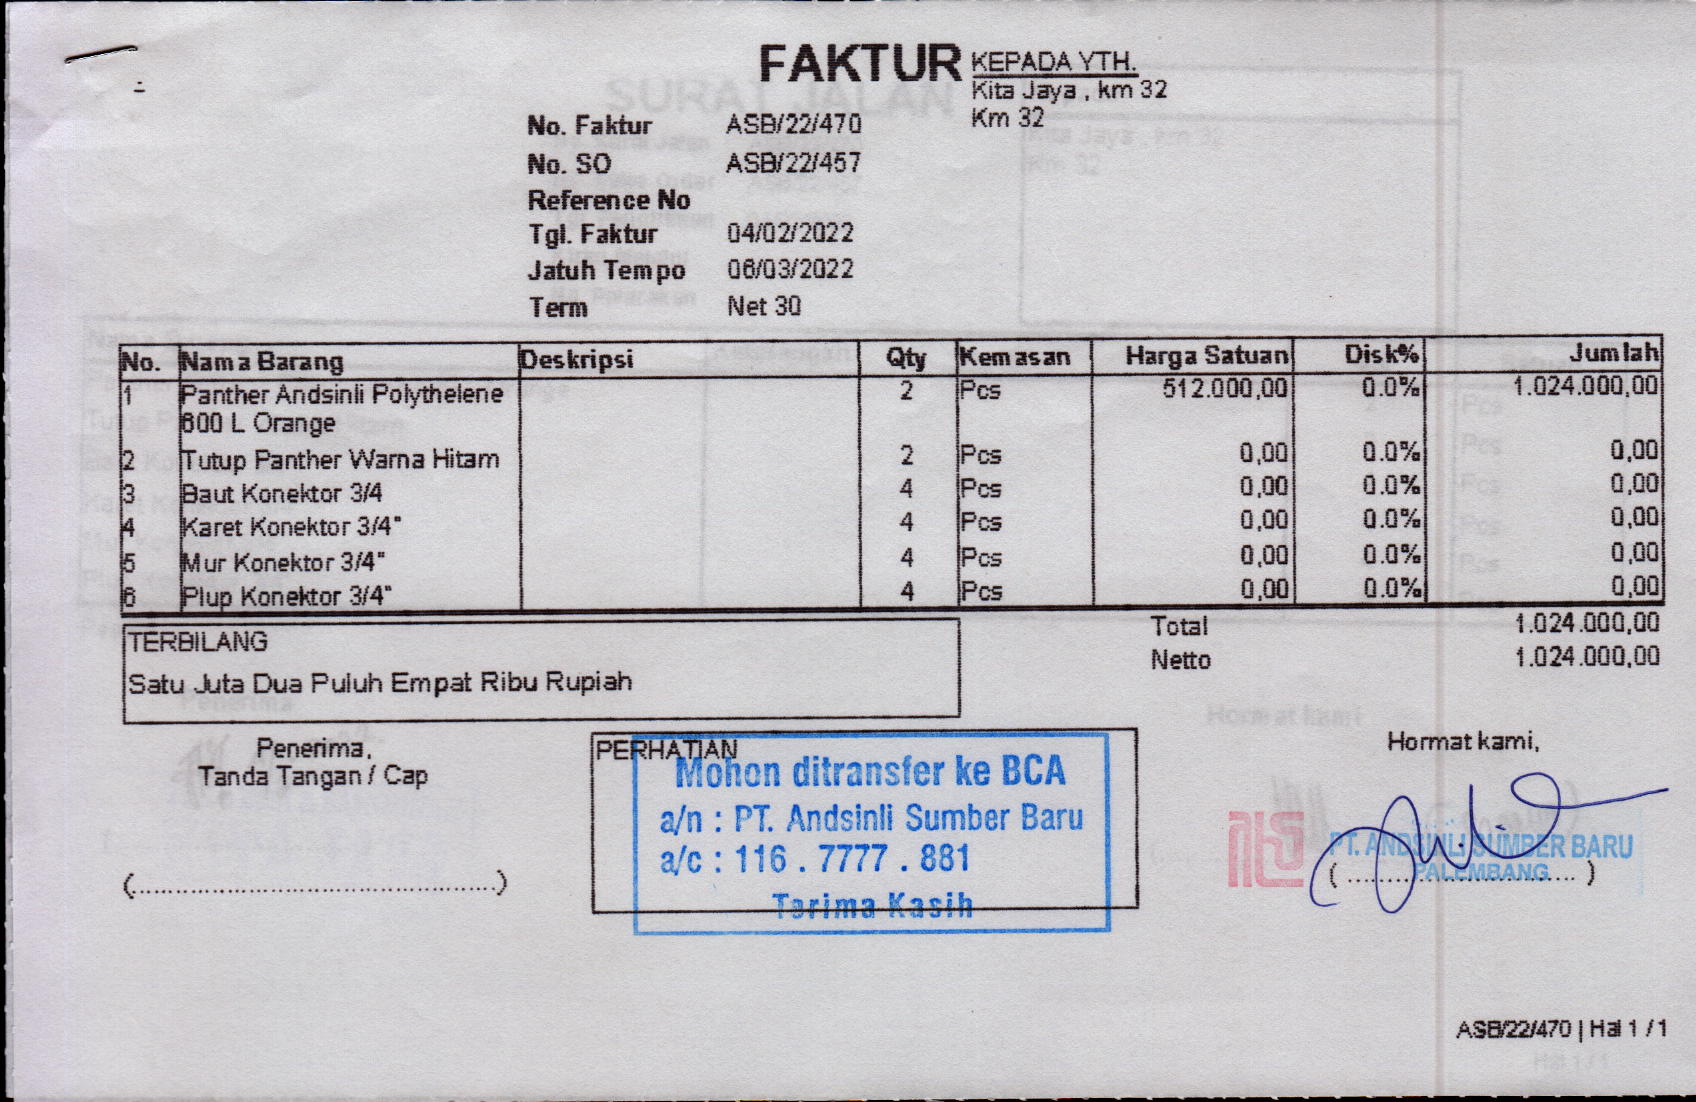 FAKTUR
KEPADA YTH.
Kita Jaya , km 32
Km 32
No. Faktur ASB/22/470
No. SO ASB/22/457
Reference No
Tgl. Faktur 04/02/2022
Jatuh Tempo 06/03/2022
Term Net 30
No. Nama Barang Deskripsi Qty Kemasan Harga Satuan Disk% Jumlah
1 Panther Andsinli Polythelene 2 Pcs 512.000,00 0.0% 1.024.000,00
600 L Orange
2 Tutup Panther Warna Hitam 2 Pcs 0,00 0.0% 0,00
3 Baut Konektor 3/4 4 Pcs 0,00 0.0% 0,00
4 Karet Konektor 3/4" 4 Pcs 0,00 0.0% 0,00
5 Mur Konektor 3/4" 4 Pcs 0,00 0.0% 0,00
6 Plup Konektor 3/4" 4 Pcs 0,00 0.0% 0,00
Total 1.024.000,00
Netto 1.024.000,00
TERBILANG
Satu Juta Dua Puluh Empat Ribu Rupiah
Penerima,
Tanda Tangan / Cap
(......................................................)
PERHATIAN
Mohon ditransfer ke BCA
a/n : PT. Andsinli Sumber Baru
a/c : 116 . 7777 . 881
Tarima Kasih
Hormat kami,
PT. ANDSINLI SUMBER BARU
PALEMBANG
(..................................)
ASB/22/470 | Hal 1 / 1